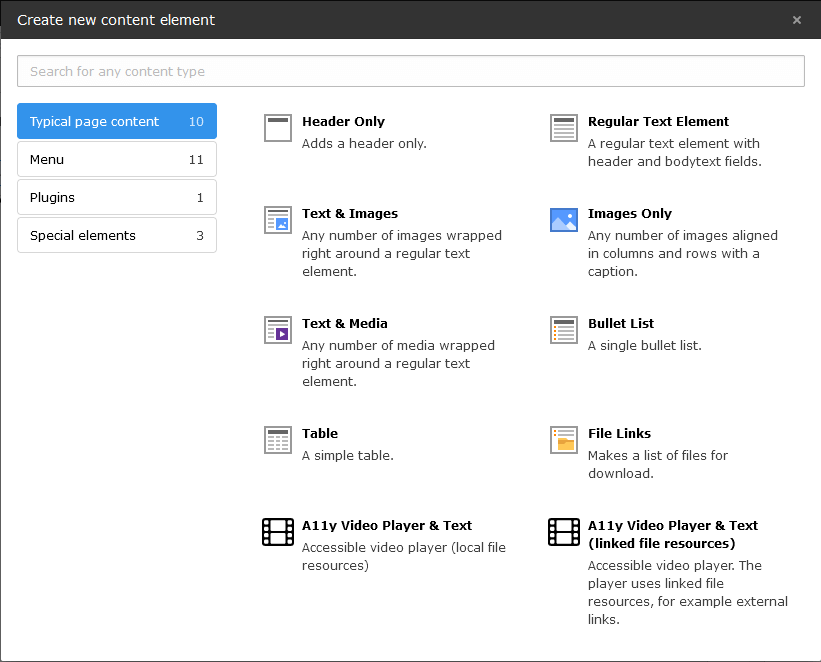 Create new content element
×
Search for any content type
Typical page content 10
Menu 11
Plugins 1
Special elements 3
Header Only
Adds a header only.
Regular Text Element
A regular text element with
header and bodytext fields.
Text & Images
Any number of images wrapped
right around a regular text
element.
Images Only
Any number of images aligned
in columns and rows with a
caption.
Text & Media
Any number of media wrapped
right around a regular text
element.
Bullet List
A single bullet list.
Table
A simple table.
File Links
Makes a list of files for
download.
A11y Video Player & Text
Accessible video player (local file
resources)
A11y Video Player & Text
(linked file resources)
Accessible video player. The
player uses linked file
resources, for example external
links.